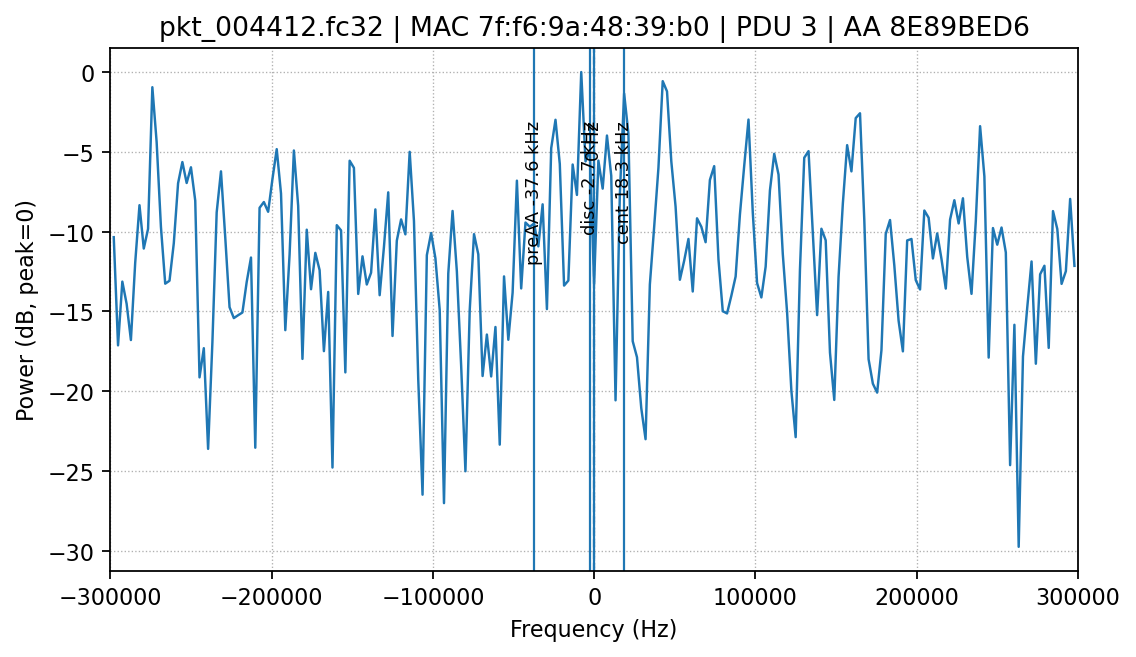 pkt_004412.fc32 | MAC 7f:f6:9a:48:39:b0 | PDU 3 | AA 8E89BED6
Power (dB, peak=0)
0
−5
−10
−15
−20
−25
−30
preAA -37.6 kHz
disc -2.7 kHz
cent 18.3 kHz
−300000
−200000
−100000
0
100000
200000
300000
Frequency (Hz)